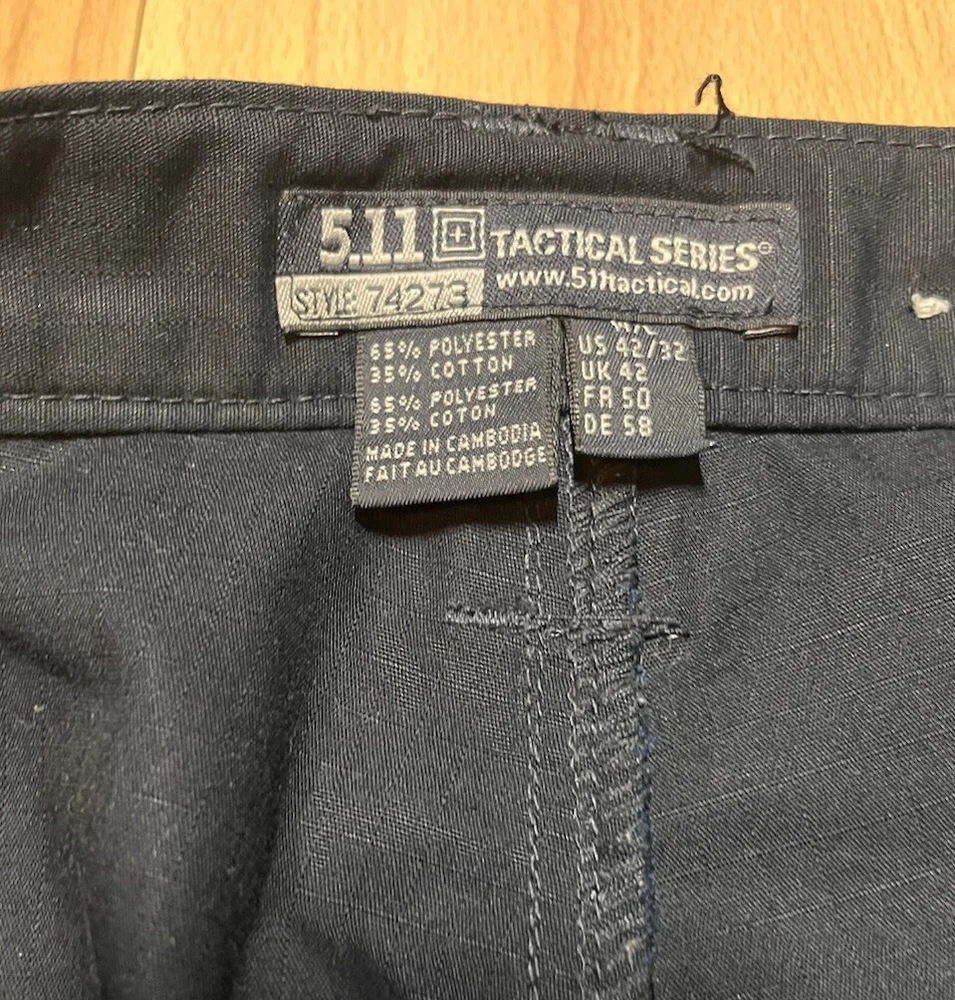 5.11 TACTICAL SERIES®
www.511tactical.com
STYLE 74273
65% POLYESTER
35% COTTON
65% POLYESTER
35% COTON
MADE IN CAMBODIA
FAIT AU CAMBODGE
US 42/32
UK 42
FR 50
DE 58